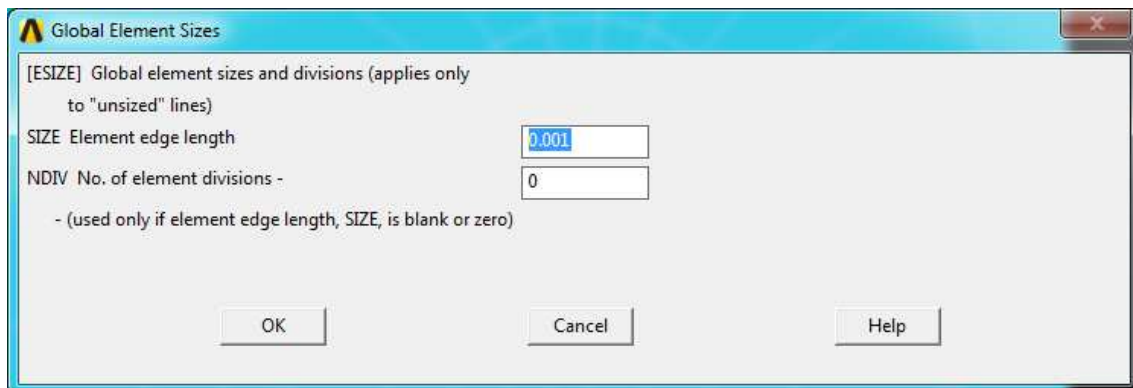 Global Element Sizes
[ESIZE] Global element sizes and divisions (applies only
to "unsized" lines)
SIZE Element edge length
0.001
NDIV No. of element divisions -
0
- (used only if element edge length, SIZE, is blank or zero)
OK
Cancel
Help